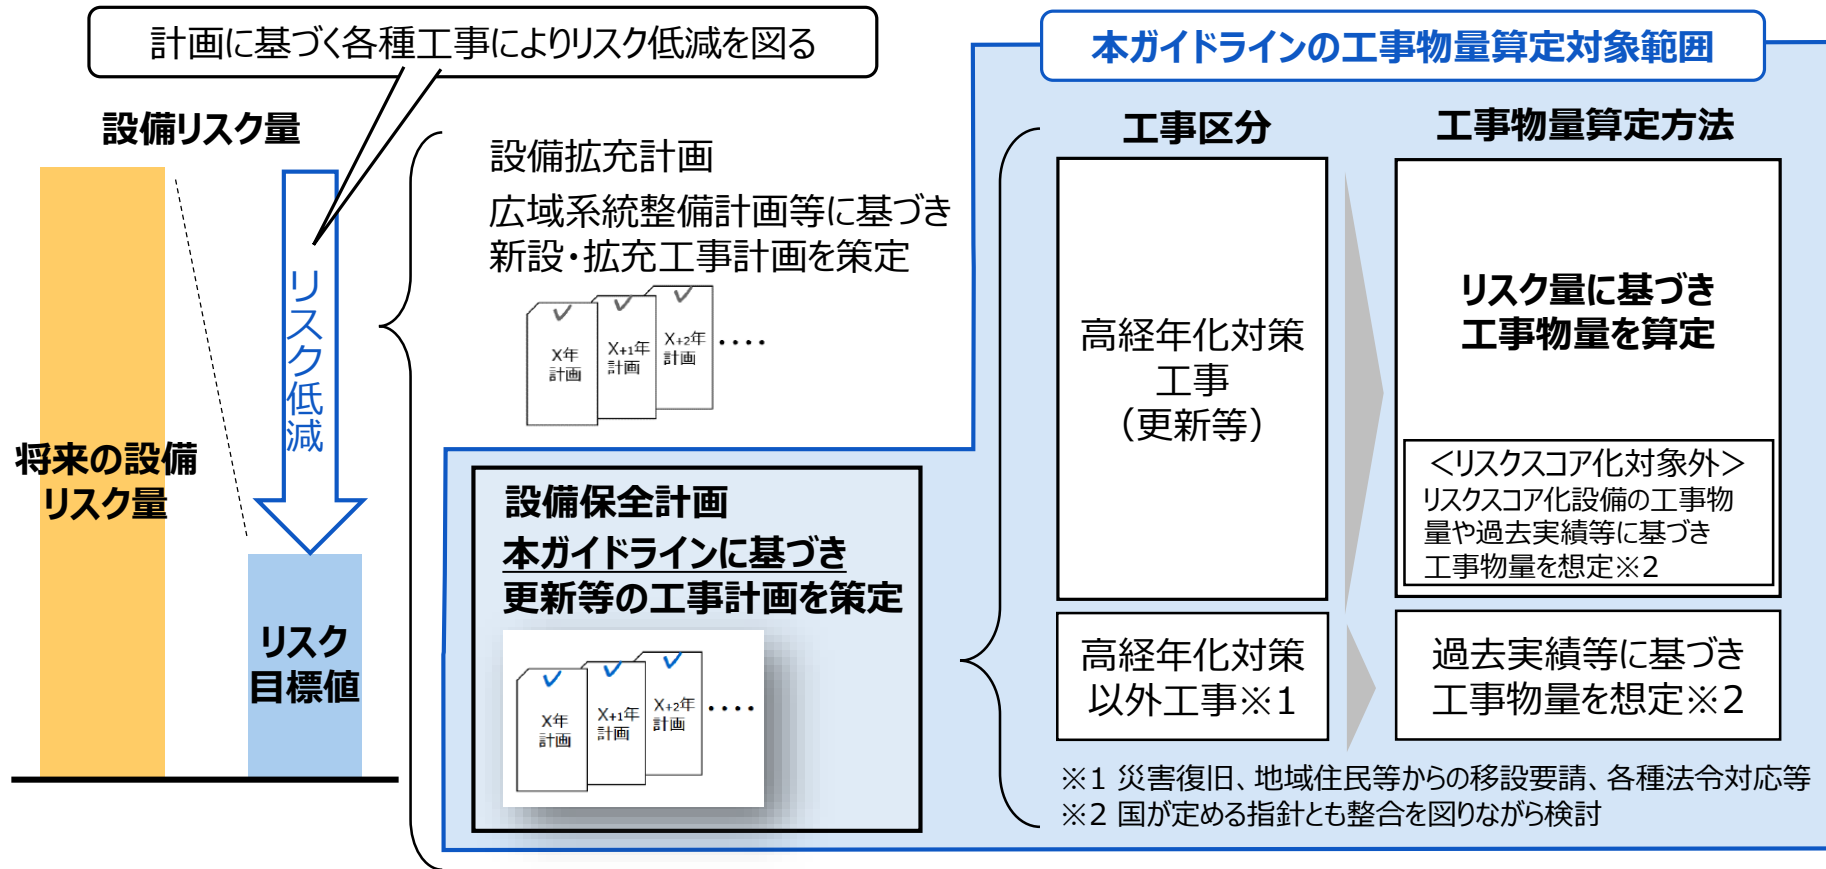 計画に基づく各種工事によりリスク低減を図る
本ガイドラインの工事物量算定対象範囲
設備リスク量
将来の設備
リスク量
リスク低減
リスク
目標値
設備拡充計画
広域系統整備計画等に基づき
新設・拡充工事計画を策定
X年
計画
X+1年
計画
X+2年
計画
・・・・
設備保全計画
本ガイドラインに基づき
更新等の工事計画を策定
X年
計画
X+1年
計画
X+2年
計画
・・・・
工事区分
工事物量算定方法
高経年化対策
工事
（更新等）
リスク量に基づき
工事物量を算定
＜リスクスコア化対象外＞
リスクスコア化設備の工事物
量や過去実績等に基づき
工事物量を想定※2
高経年化対策
以外工事※1
過去実績等に基づき
工事物量を想定※2
※1 災害復旧、地域住民等からの移設要請、各種法令対応等
※2 国が定める指針とも整合を図りながら検討